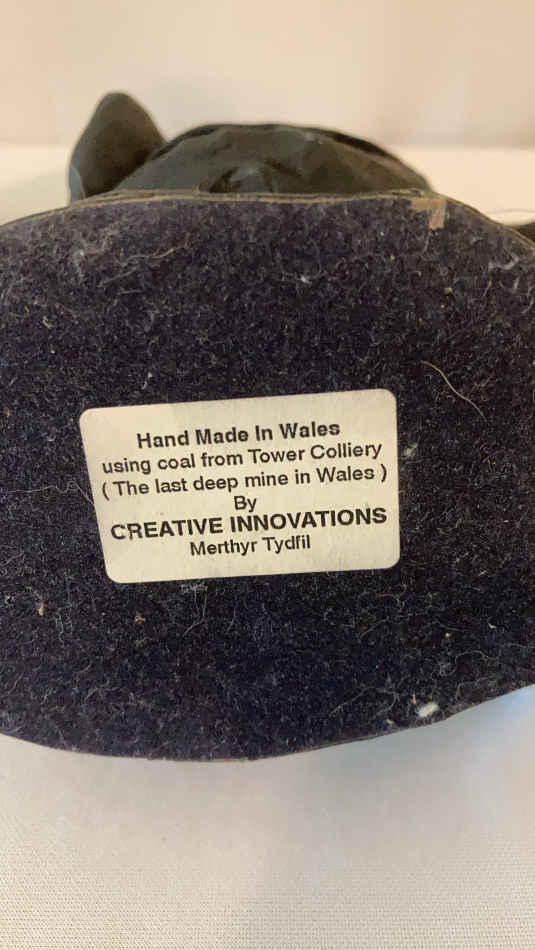 Hand Made In Wales
using coal from Tower Colliery
( The last deep mine in Wales )
By
CREATIVE INNOVATIONS
Merthyr Tydfil